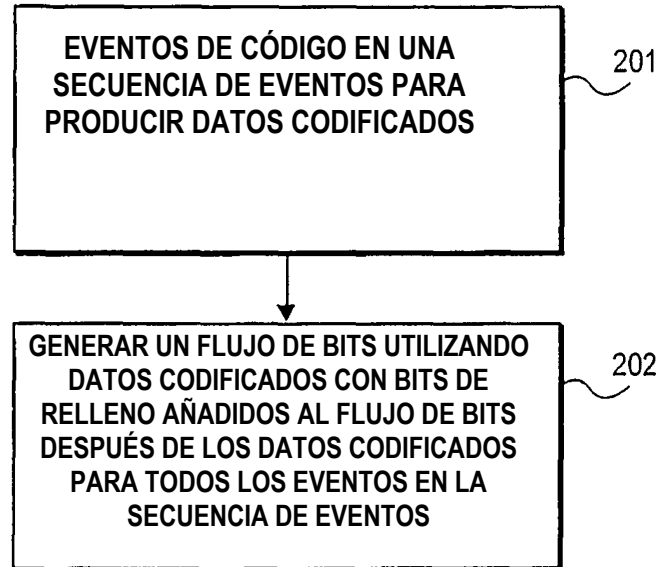 EVENTOS DE CÓDIGO EN UNA
SECUENCIA DE EVENTOS PARA
PRODUCIR DATOS CODIFICADOS
201
GENERAR UN FLUJO DE BITS UTILIZANDO
DATOS CODIFICADOS CON BITS DE
RELLENO AÑADIDOS AL FLUJO DE BITS
DESPUÉS DE LOS DATOS CODIFICADOS
PARA TODOS LOS EVENTOS EN LA
SECUENCIA DE EVENTOS
202